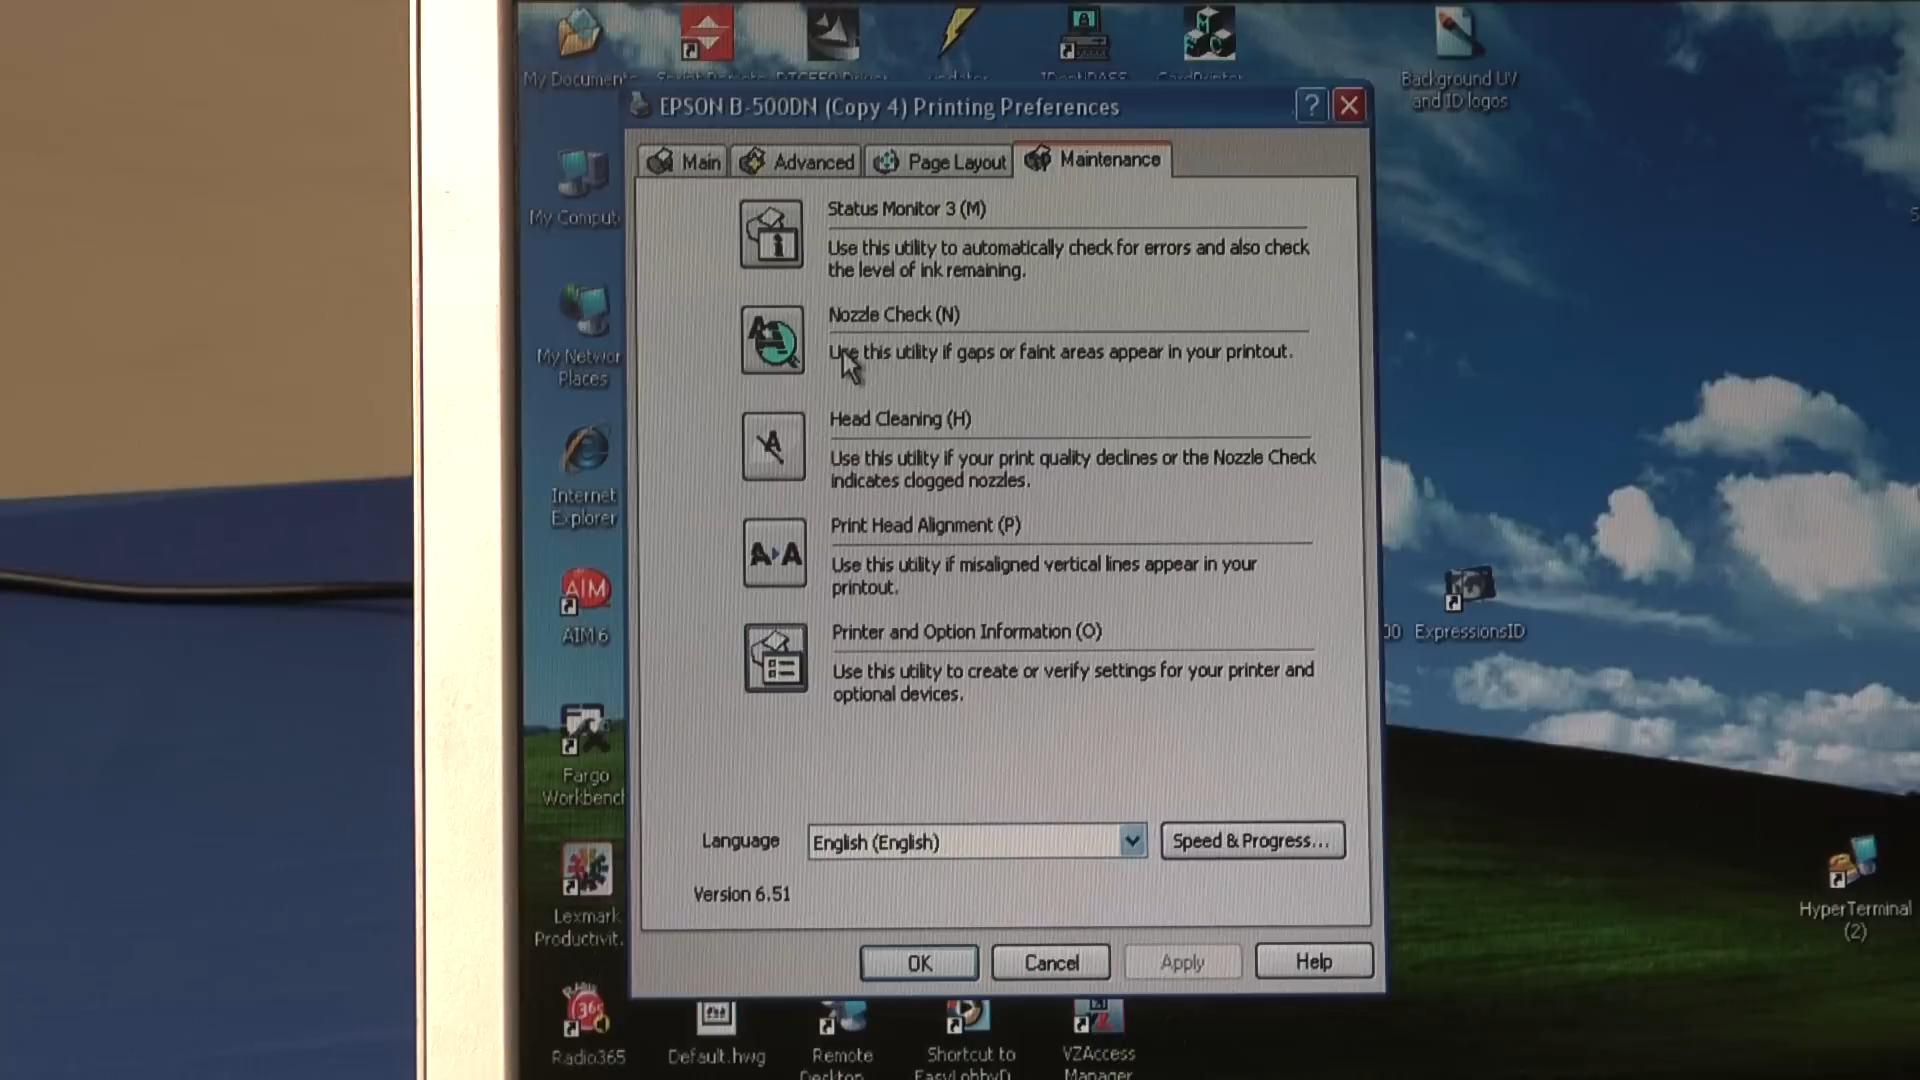 My Document
updater
IDentiPASS
CardPrinter
Background UV
and ID logos
EPSON B-500DN (Copy 4) Printing Preferences
Main
Advanced
Page Layout
Maintenance
Status Monitor 3 (M)
Use this utility to automatically check for errors and also check
the level of ink remaining.
Nozzle Check (N)
Use this utility if gaps or faint areas appear in your printout.
Head Cleaning (H)
Use this utility if your print quality declines or the Nozzle Check
indicates clogged nozzles.
Print Head Alignment (P)
Use this utility if misaligned vertical lines appear in your
printout.
Printer and Option Information (O)
Use this utility to create or verify settings for your printer and
optional devices.
Language
English (English)
Speed & Progress...
Version 6.51
OK
Cancel
Apply
Help
My Comput
My Networ
Places
Internet
Explorer
AIM
AIM 6
Fargo
Workbenc
Lexmark
Productivit.
Radio365
Default.hwg
Remote
Desktop
Shortcut to
EasyLobby
VZAccess
Manager
00
ExpressionsID
HyperTerminal
(2)